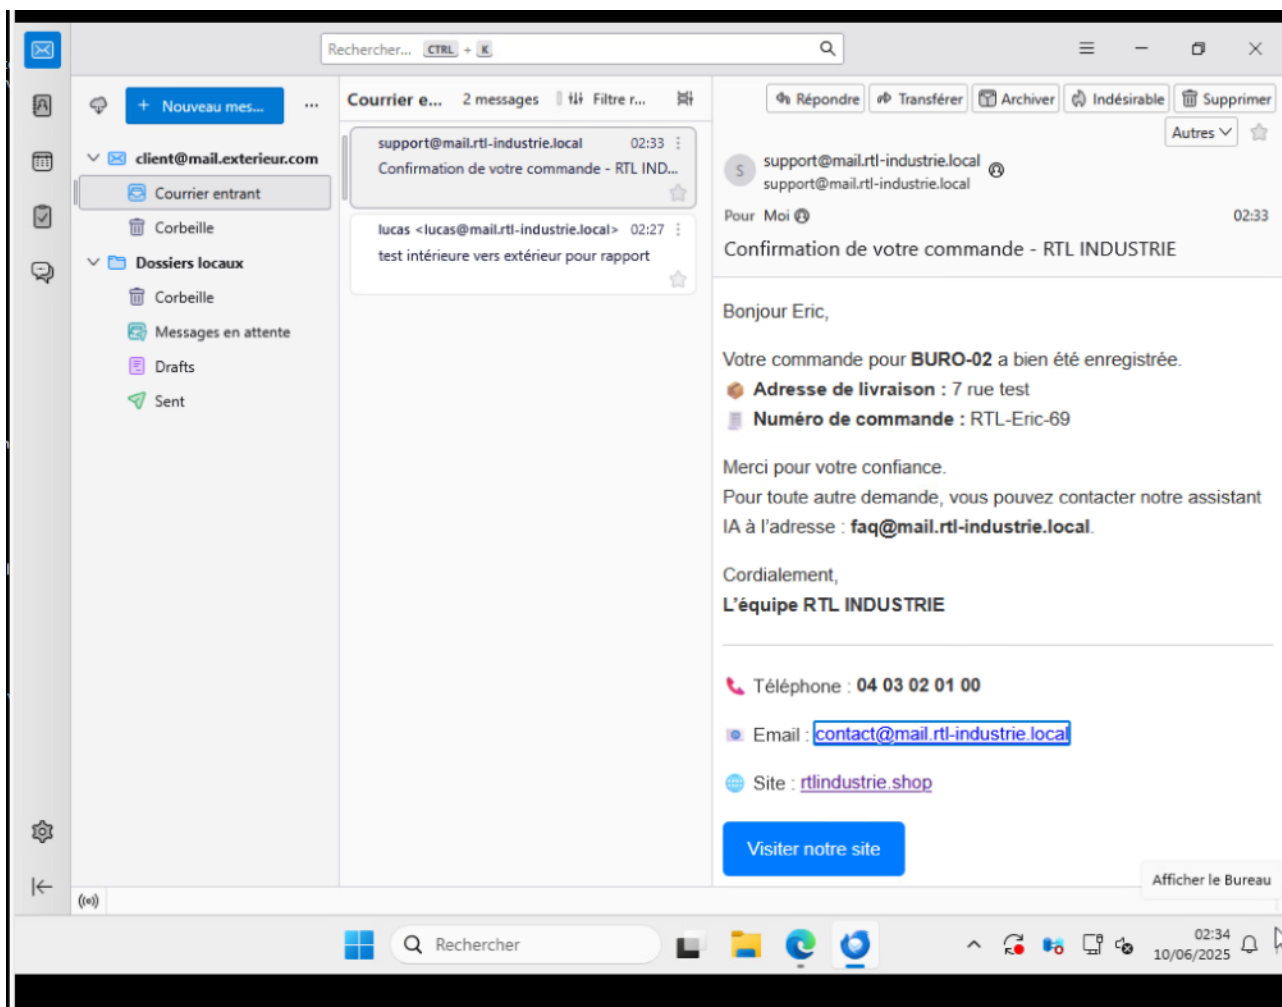 Rechercher... CTRL + K
Nouveau mes...
client@mail.exterieur.com
Courrier entrant
Corbeille
Dossiers locaux
Corbeille
Messages en attente
Drafts
Sent
Courrier e... 2 messages Filtre r...
support@mail.rtl-industrie.local 02:33
Confirmation de votre commande - RTL IND...
lucas <lucas@mail.rtl-industrie.local> 02:27
test intérieure vers extérieur pour rapport
Répondre Transférer Archiver Indésirable Supprimer
Autres
S
support@mail.rtl-industrie.local
support@mail.rtl-industrie.local
Pour Moi 02:33
Confirmation de votre commande - RTL INDUSTRIE
Bonjour Eric,
Votre commande pour BURO-02 a bien été enregistrée.
Adresse de livraison : 7 rue test
Numéro de commande : RTL-Eric-69
Merci pour votre confiance.
Pour toute autre demande, vous pouvez contacter notre assistant
IA à l'adresse : faq@mail.rtl-industrie.local.
Cordialement,
L'équipe RTL INDUSTRIE
Téléphone : 04 03 02 01 00
Email : contact@mail.rtl-industrie.local
Site : rtlindustrie.shop
Visiter notre site
Afficher le Bureau
Rechercher
02:34
10/06/2025